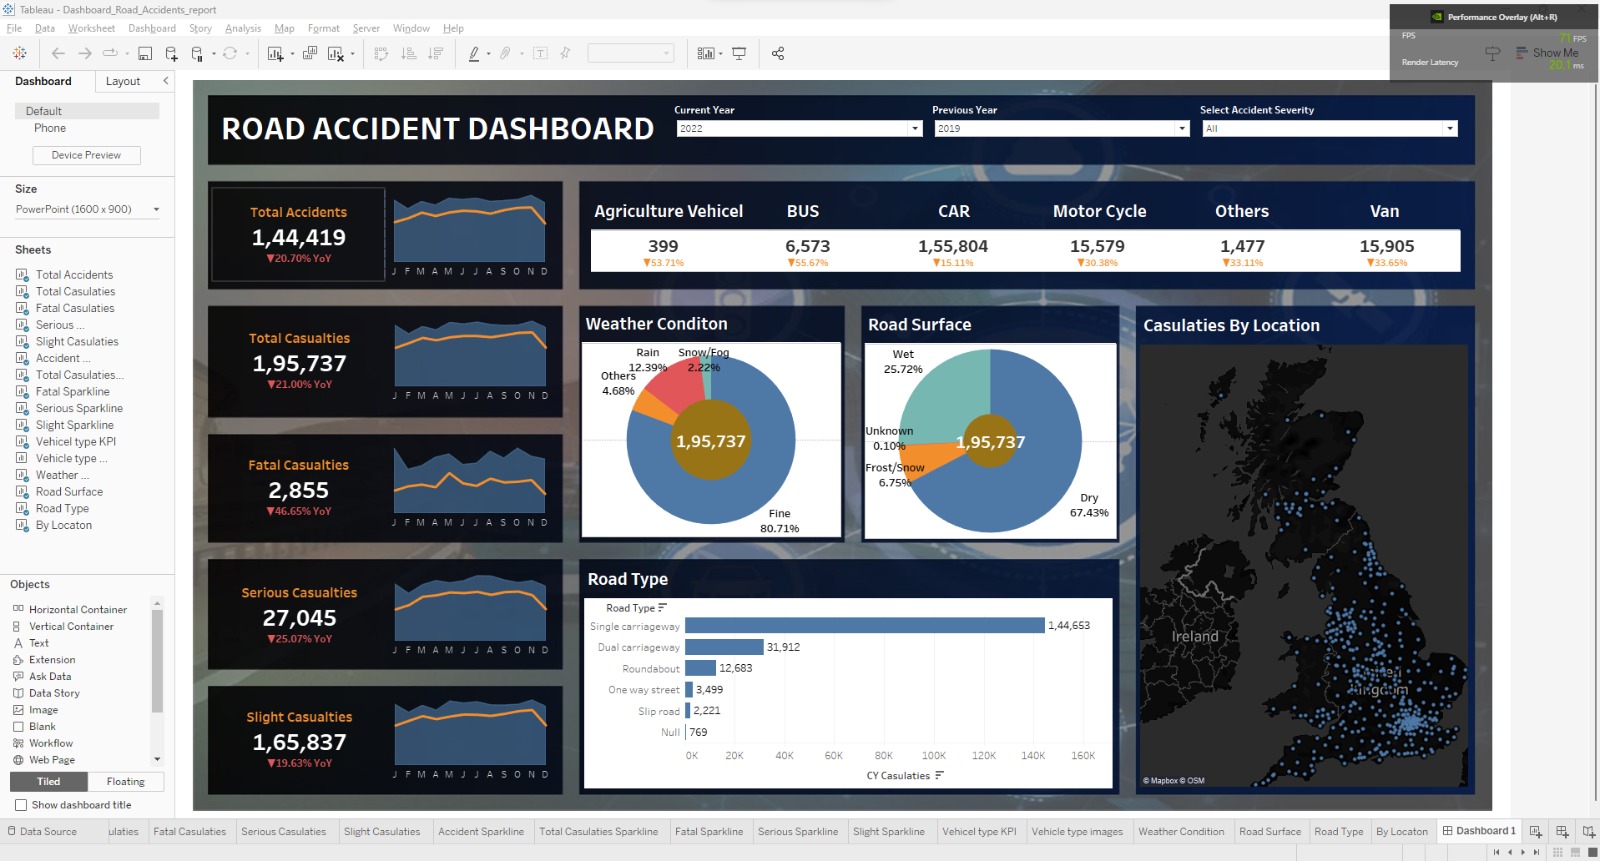 Tableau - Dashboard_Road_Accidents_report
File Data Worksheet Dashboard Story Analysis Map Format Server Window Help
Performance Overlay (Alt+R)
FPS 71 FPS
Render Latency 20.1 ms
Show Me
Dashboard Layout
Default
Phone
Device Preview
Size
PowerPoint (1600 x 900)
Sheets
Total Accidents
Total Casulaties
Fatal Casulaties
Serious ...
Slight Casulaties
Accident ...
Total Casulaties...
Fatal Sparkline
Serious Sparkline
Slight Sparkline
Vehicel type KPI
Vehicle type ...
Weather ...
Road Surface
Road Type
By Locaton
Objects
Horizontal Container
Vertical Container
Text
Extension
Ask Data
Data Story
Image
Blank
Workflow
Web Page
Tiled Floating
Show dashboard title
ROAD ACCIDENT DASHBOARD
Current Year
2022
Previous Year
2019
Select Accident Severity
All
Total Accidents
1,44,419
▼20.70% YoY
J F M A M J J A S O N D
Total Casualties
1,95,737
▼21.00% YoY
J F M A M J J A S O N D
Fatal Casualties
2,855
▼46.65% YoY
J F M A M J J A S O N D
Serious Casualties
27,045
▼25.07% YoY
J F M A M J J A S O N D
Slight Casualties
1,65,837
▼19.63% YoY
J F M A M J J A S O N D
Agriculture Vehicel BUS CAR Motor Cycle Others Van
399 6,573 1,55,804 15,579 1,477 15,905
▼53.71% ▼55.67% ▼15.11% ▼30.38% ▼33.11% ▼33.65%
Weather Conditon
Rain
12.39%
Snow/Fog
2.22%
Others
4.68%
1,95,737
Fine
80.71%
Road Surface
Wet
25.72%
Unknown
0.10%
1,95,737
Frost/Snow
6.75%
Dry
67.43%
Road Type
Road Type
Single carriageway 1,44,653
Dual carriageway 31,912
Roundabout 12,683
One way street 3,499
Slip road 2,221
Null 769
0K 20K 40K 60K 80K 100K 120K 140K 160K
CY Casulaties
Casulaties By Location
Ireland
© Mapbox © OSM
Data Source ulaties Fatal Casulaties Serious Casulaties Slight Casulaties Accident Sparkline Total Casulaties Sparkline Fatal Sparkline Serious Sparkline Slight Sparkline Vehicel type KPI Vehicle type images Weather Condition Road Surface Road Type By Locaton Dashboard 1